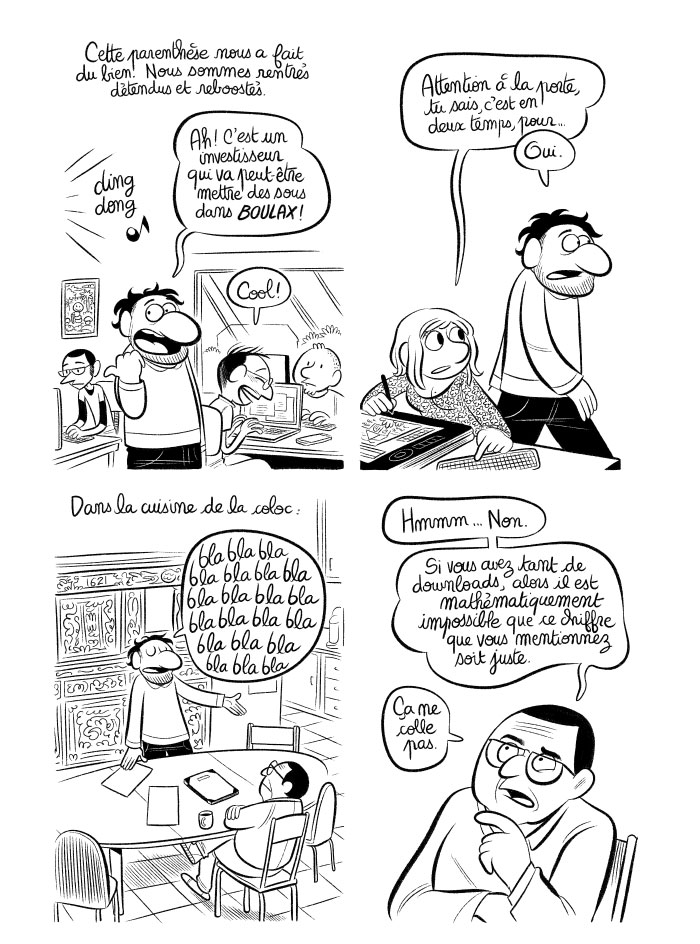 Cette parenthèse nous a fait
du bien! Nous sommes rentrés
détendus et reboostés.
ding
dong
Ah! C'est un
investisseur
qui va peut-être
mettre des sous
dans BOULAX!
Cool!
Attention à la porte,
tu sais, c'est en
deux temps, pour...
Oui.
Dans la cuisine de la coloc:
1621
bla bla bla
bla bla bla bla
bla bla bla bla
bla bla bla bla
bla bla bla
bla bla bla
Hmmm... Non.
Si vous avez tant de
downloads, alors il est
mathématiquement
impossible que ce chiffre
que vous mentionnez
soit juste.
Ça me
colle
pas.